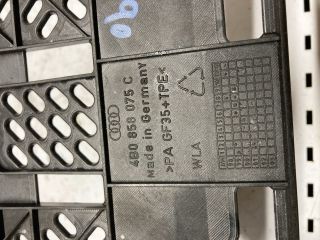 4B0 858 075 C
Made in Germany
>PA GF35+TPE<
WLA